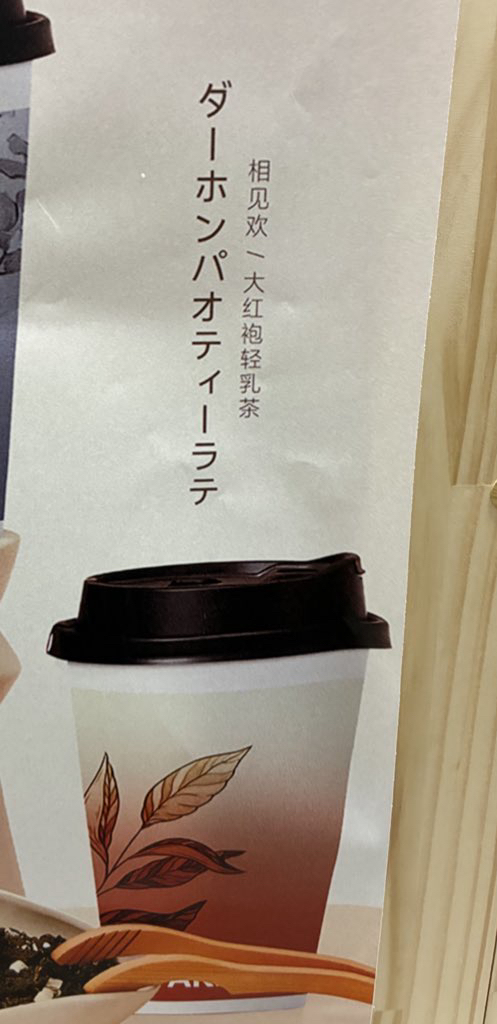 ダーホンパオティーラテ
相见欢 / 大红袍轻乳茶